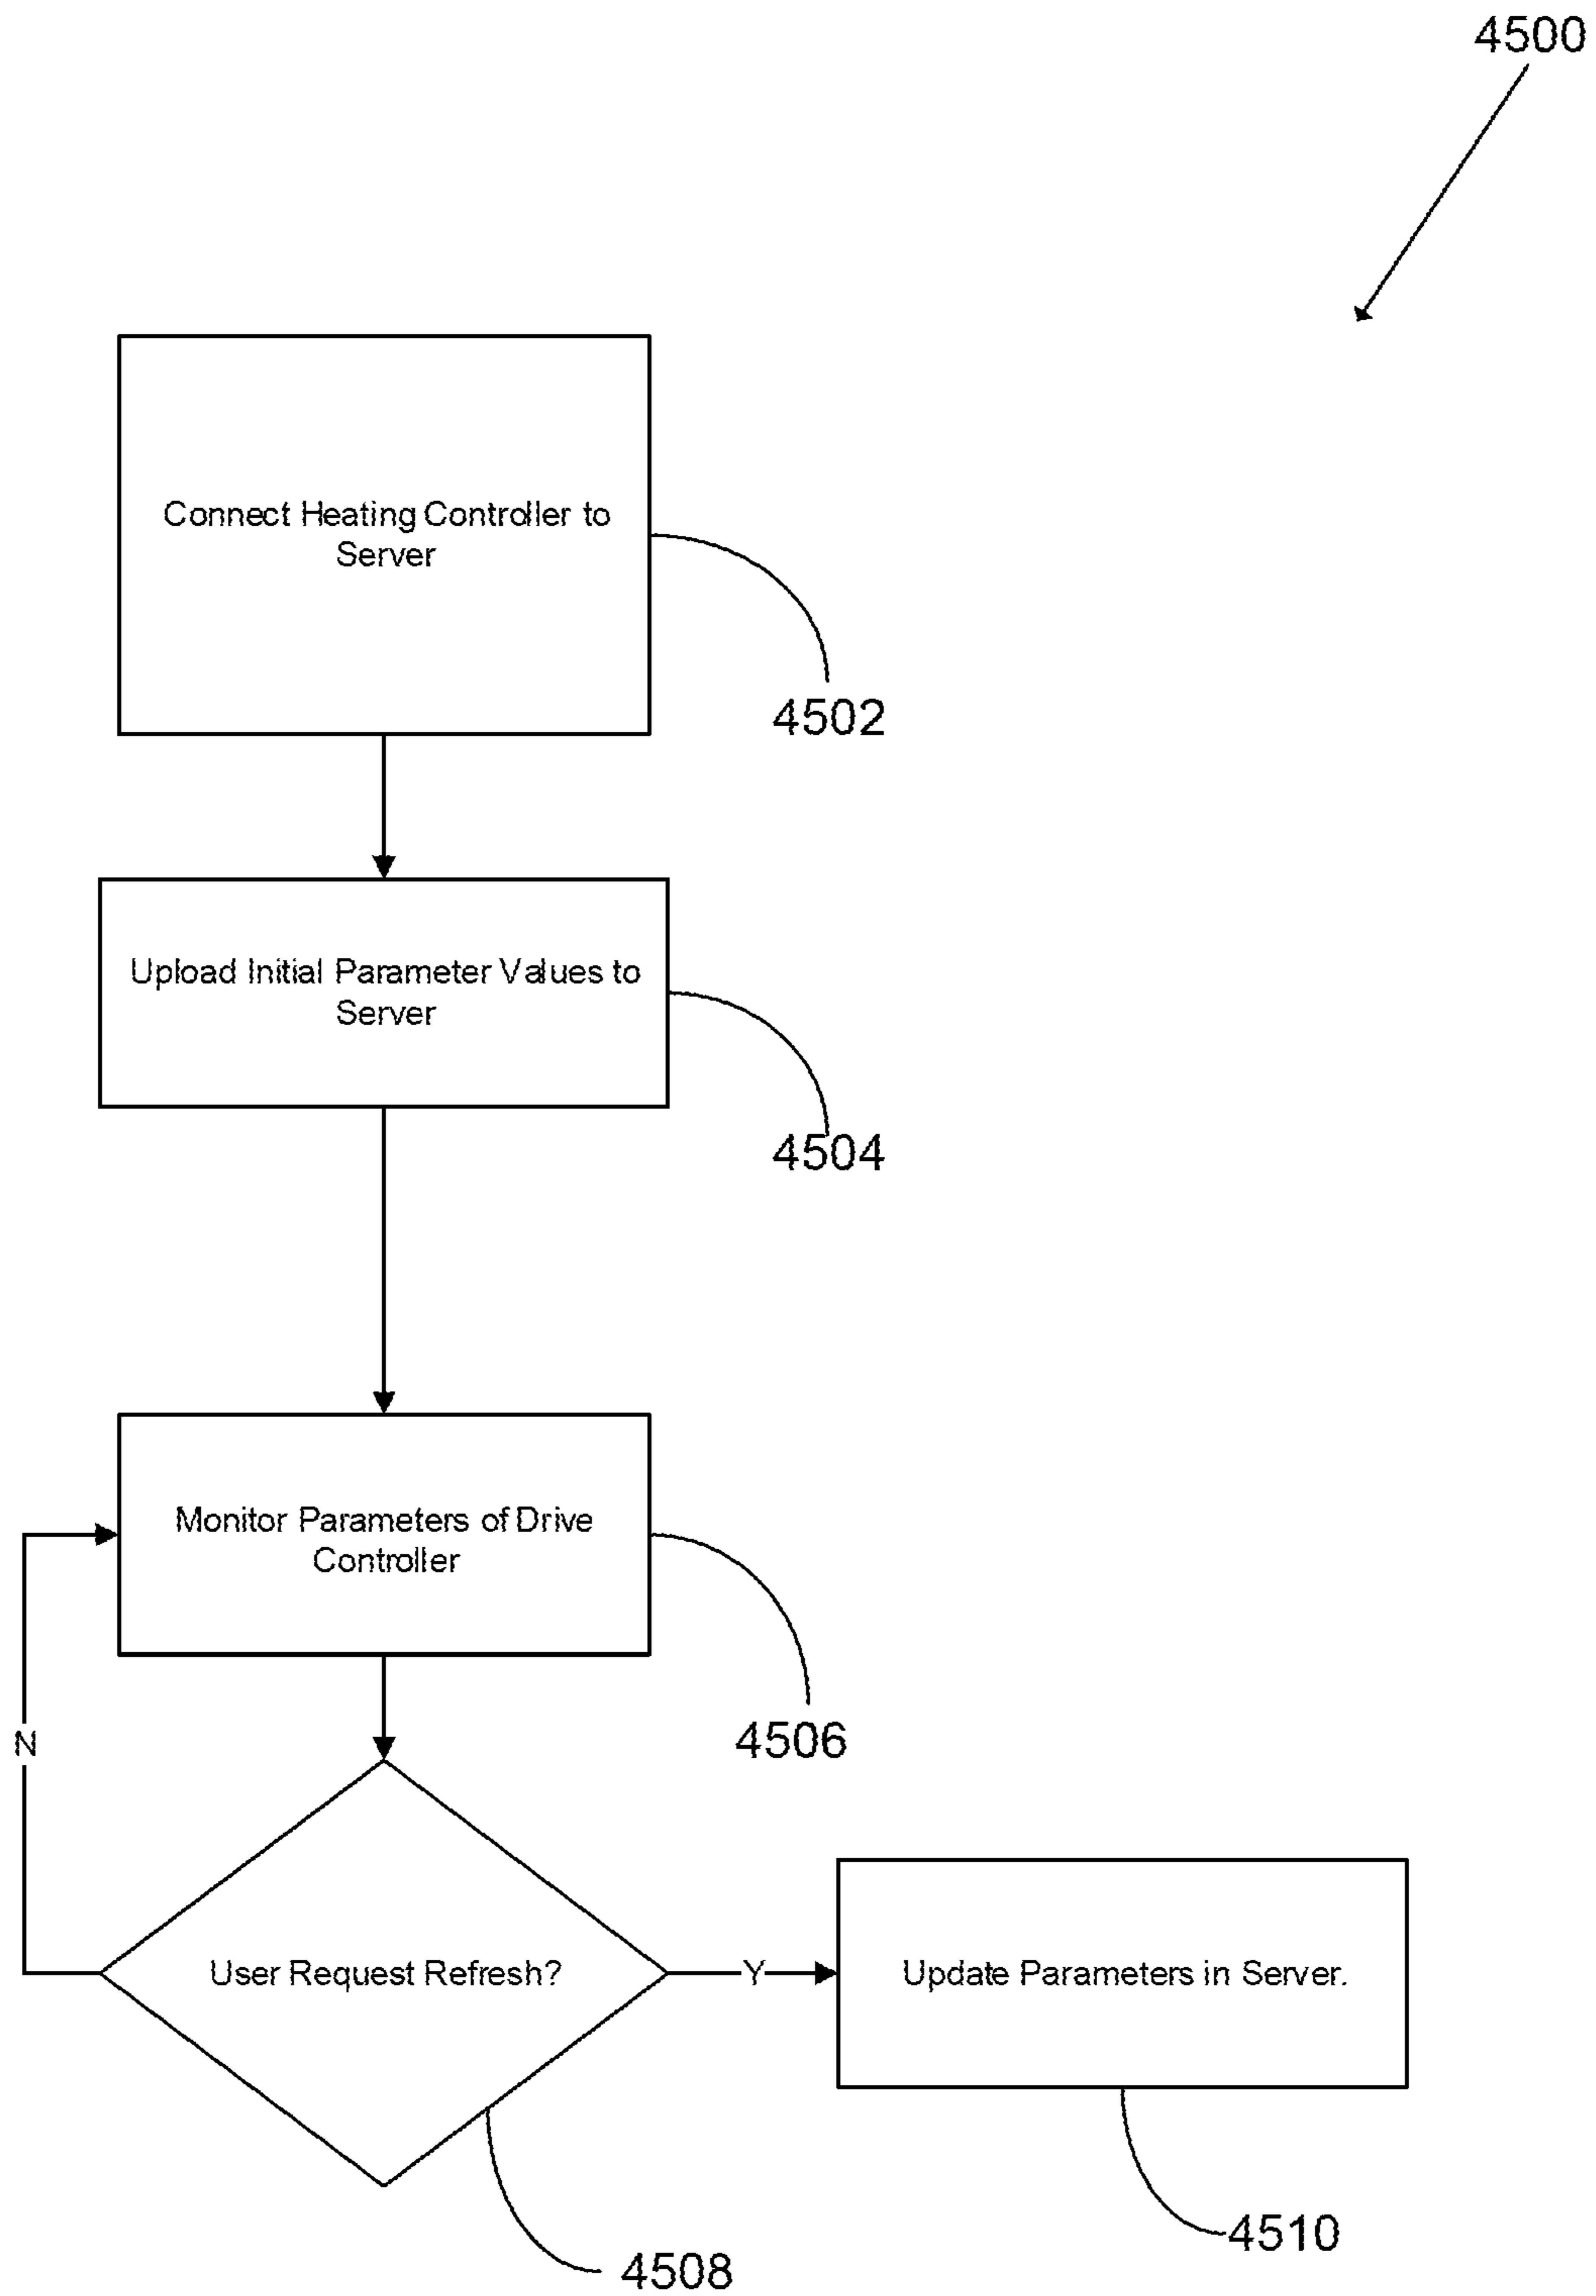 4500
Connect Heating Controller to
Server
4502
Upload Initial Parameter Values to
Server
4504
Monitor Parameters of Drive
Controller
4506
N
User Request Refresh?
Y
Update Parameters in Server.
4510
4508